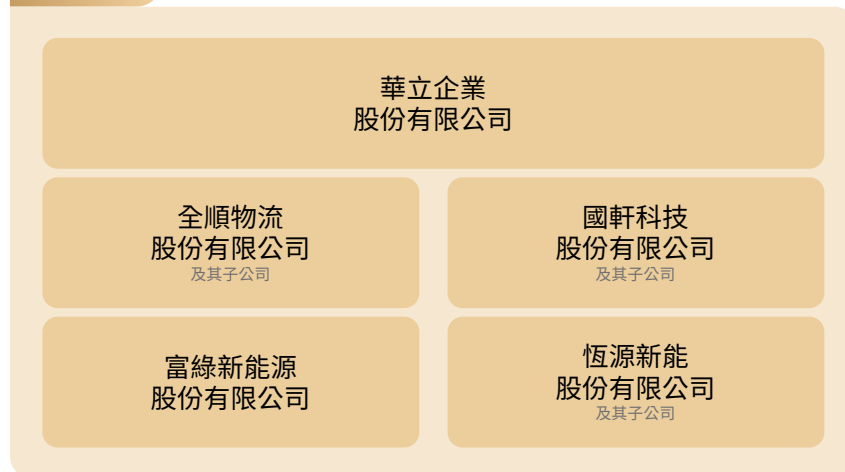 華立企業
股份有限公司
全順物流
股份有限公司
及其子公司
國軒科技
股份有限公司
及其子公司
富綠新能源
股份有限公司
恆源新能
股份有限公司
及其子公司